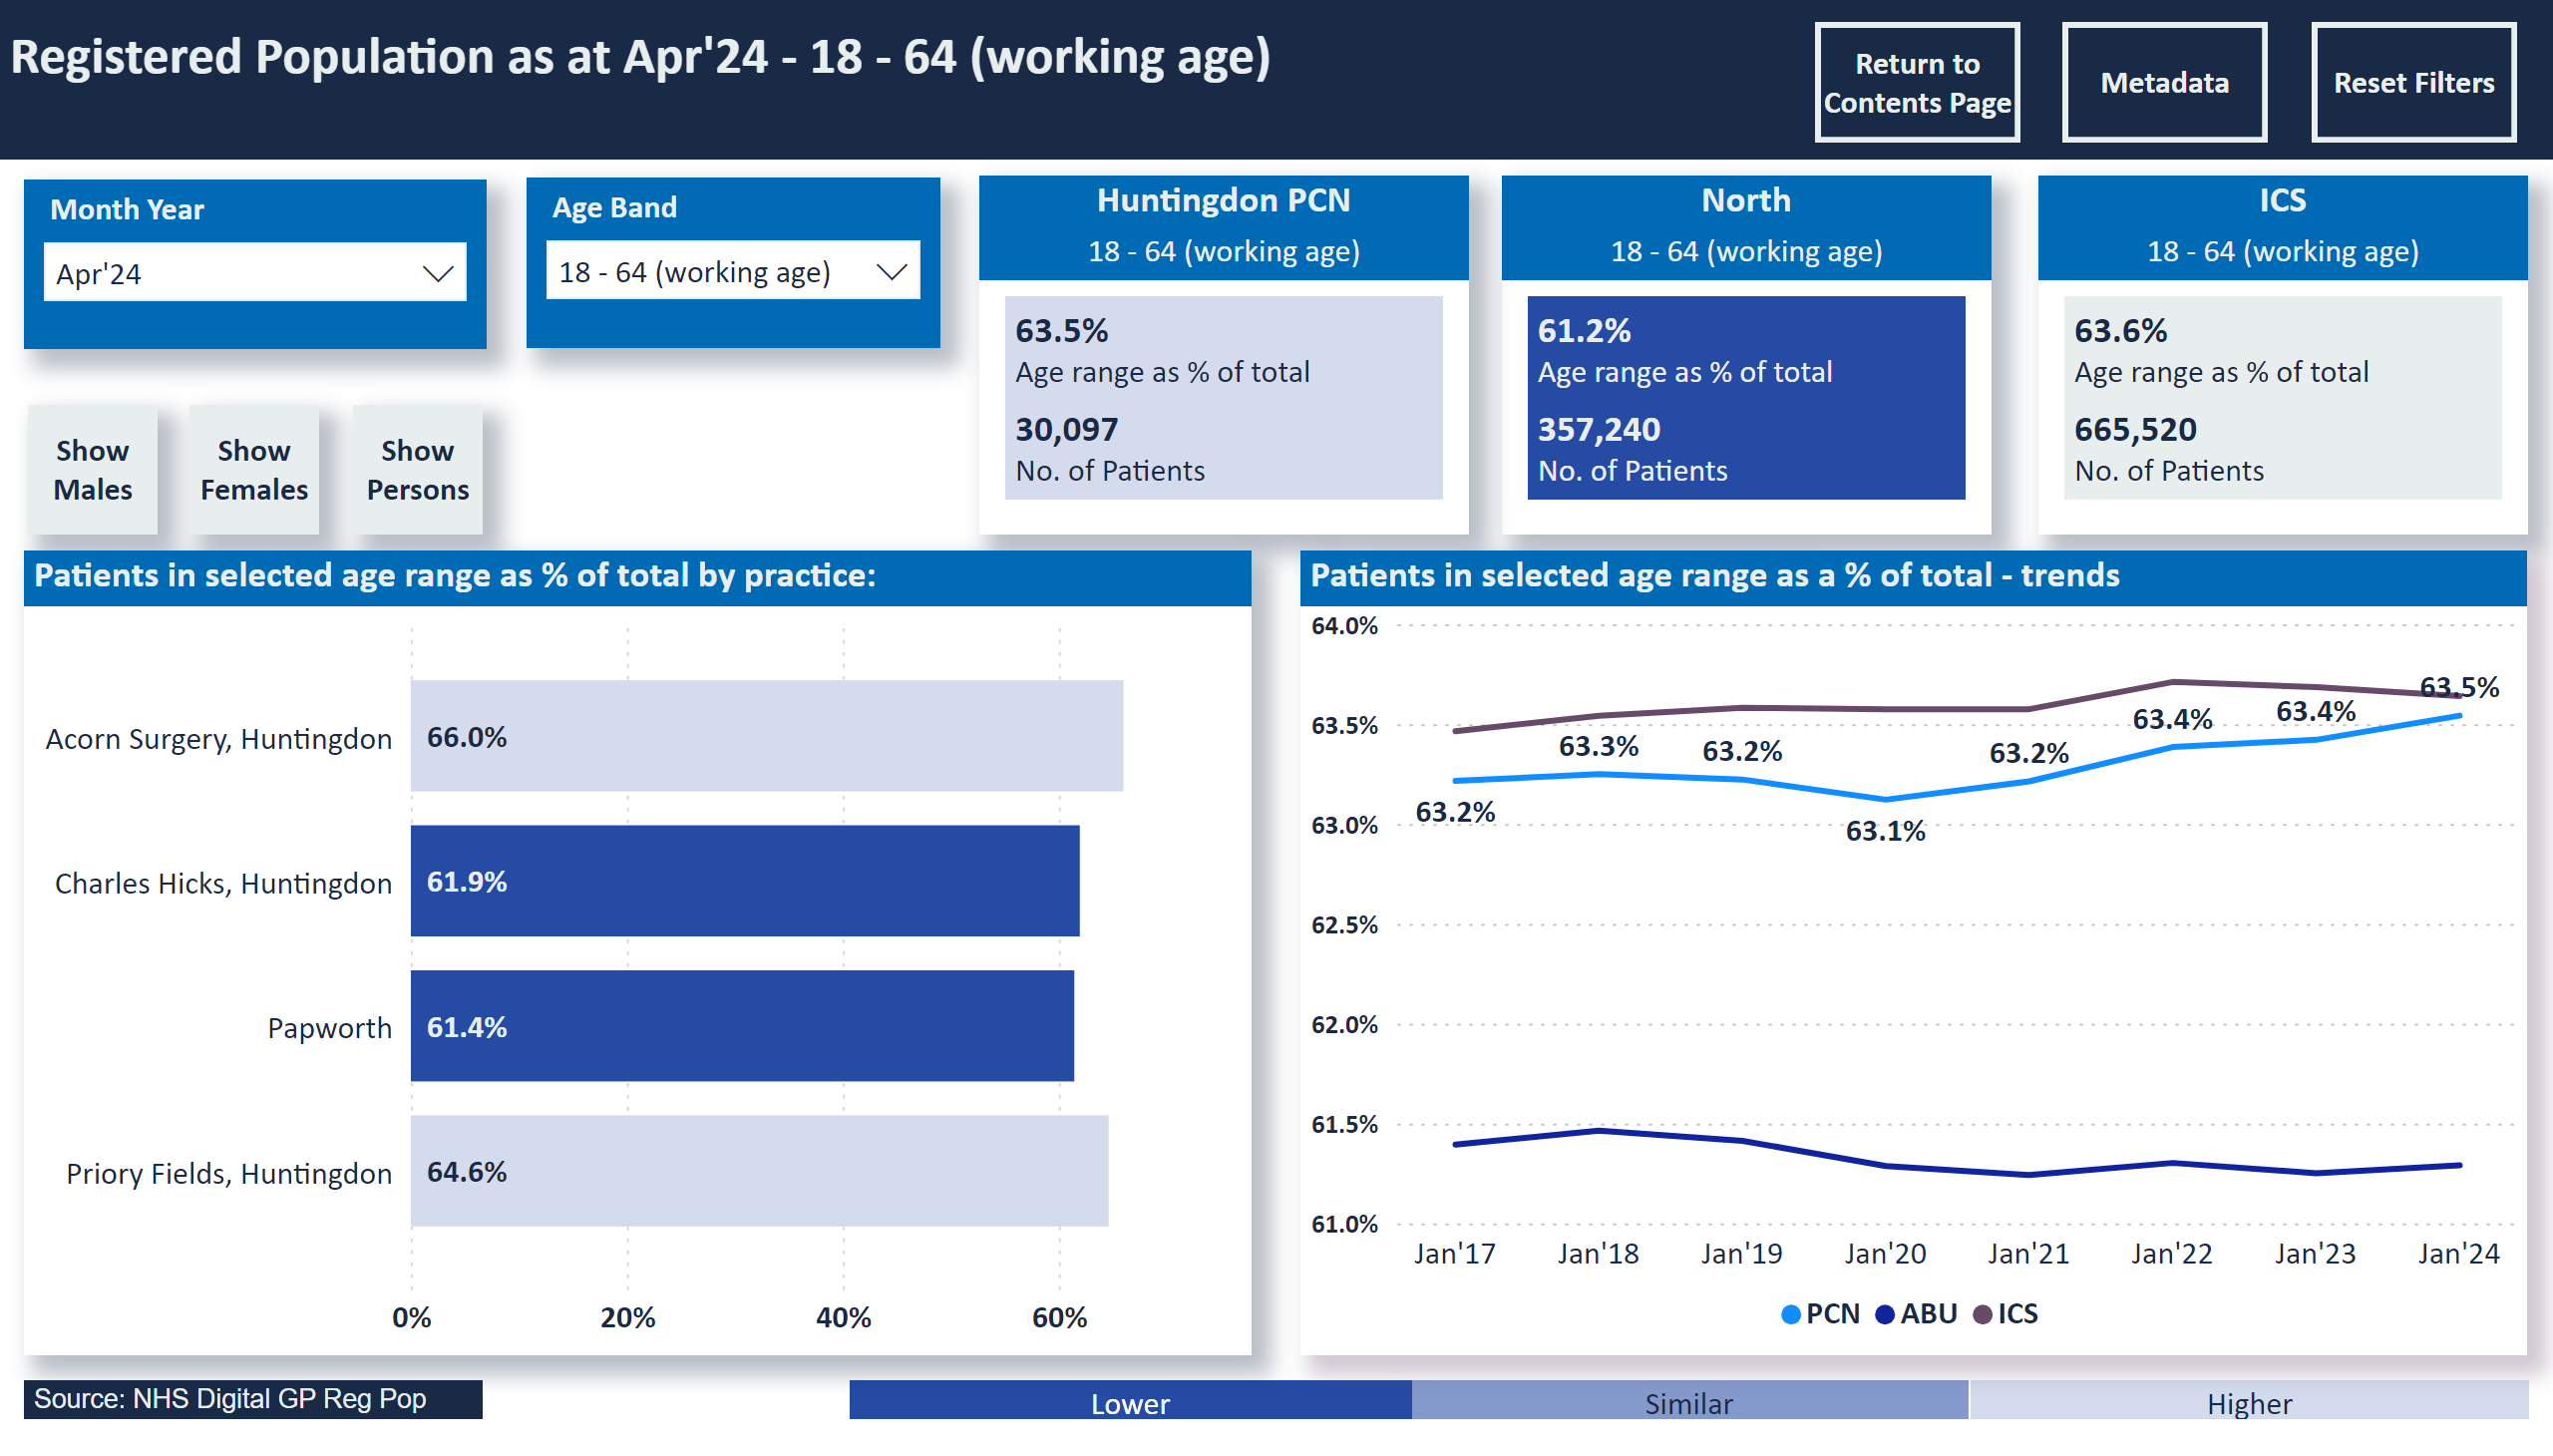 Registered Population as at Apr'24 - 18 - 64 (working age)
Return to
Contents Page
Metadata
Reset Filters
Month Year
Apr'24
Age Band
18 - 64 (working age)
Huntingdon PCN
18 - 64 (working age)
63.5%
Age range as % of total
30,097
No. of Patients
North
18 - 64 (working age)
61.2%
Age range as % of total
357,240
No. of Patients
ICS
18 - 64 (working age)
63.6%
Age range as % of total
665,520
No. of Patients
Show
Males
Show
Females
Show
Persons
Patients in selected age range as % of total by practice:
Acorn Surgery, Huntingdon
66.0%
Charles Hicks, Huntingdon
61.9%
Papworth
61.4%
Priory Fields, Huntingdon
64.6%
0%
20%
40%
60%
Patients in selected age range as a % of total - trends
64.0%
63.5%
63.0%
62.5%
62.0%
61.5%
61.0%
63.2%
63.3%
63.2%
63.1%
63.2%
63.4%
63.4%
63.5%
Jan'17
Jan'18
Jan'19
Jan'20
Jan'21
Jan'22
Jan'23
Jan'24
PCN
ABU
ICS
Source: NHS Digital GP Reg Pop
Lower
Similar
Higher